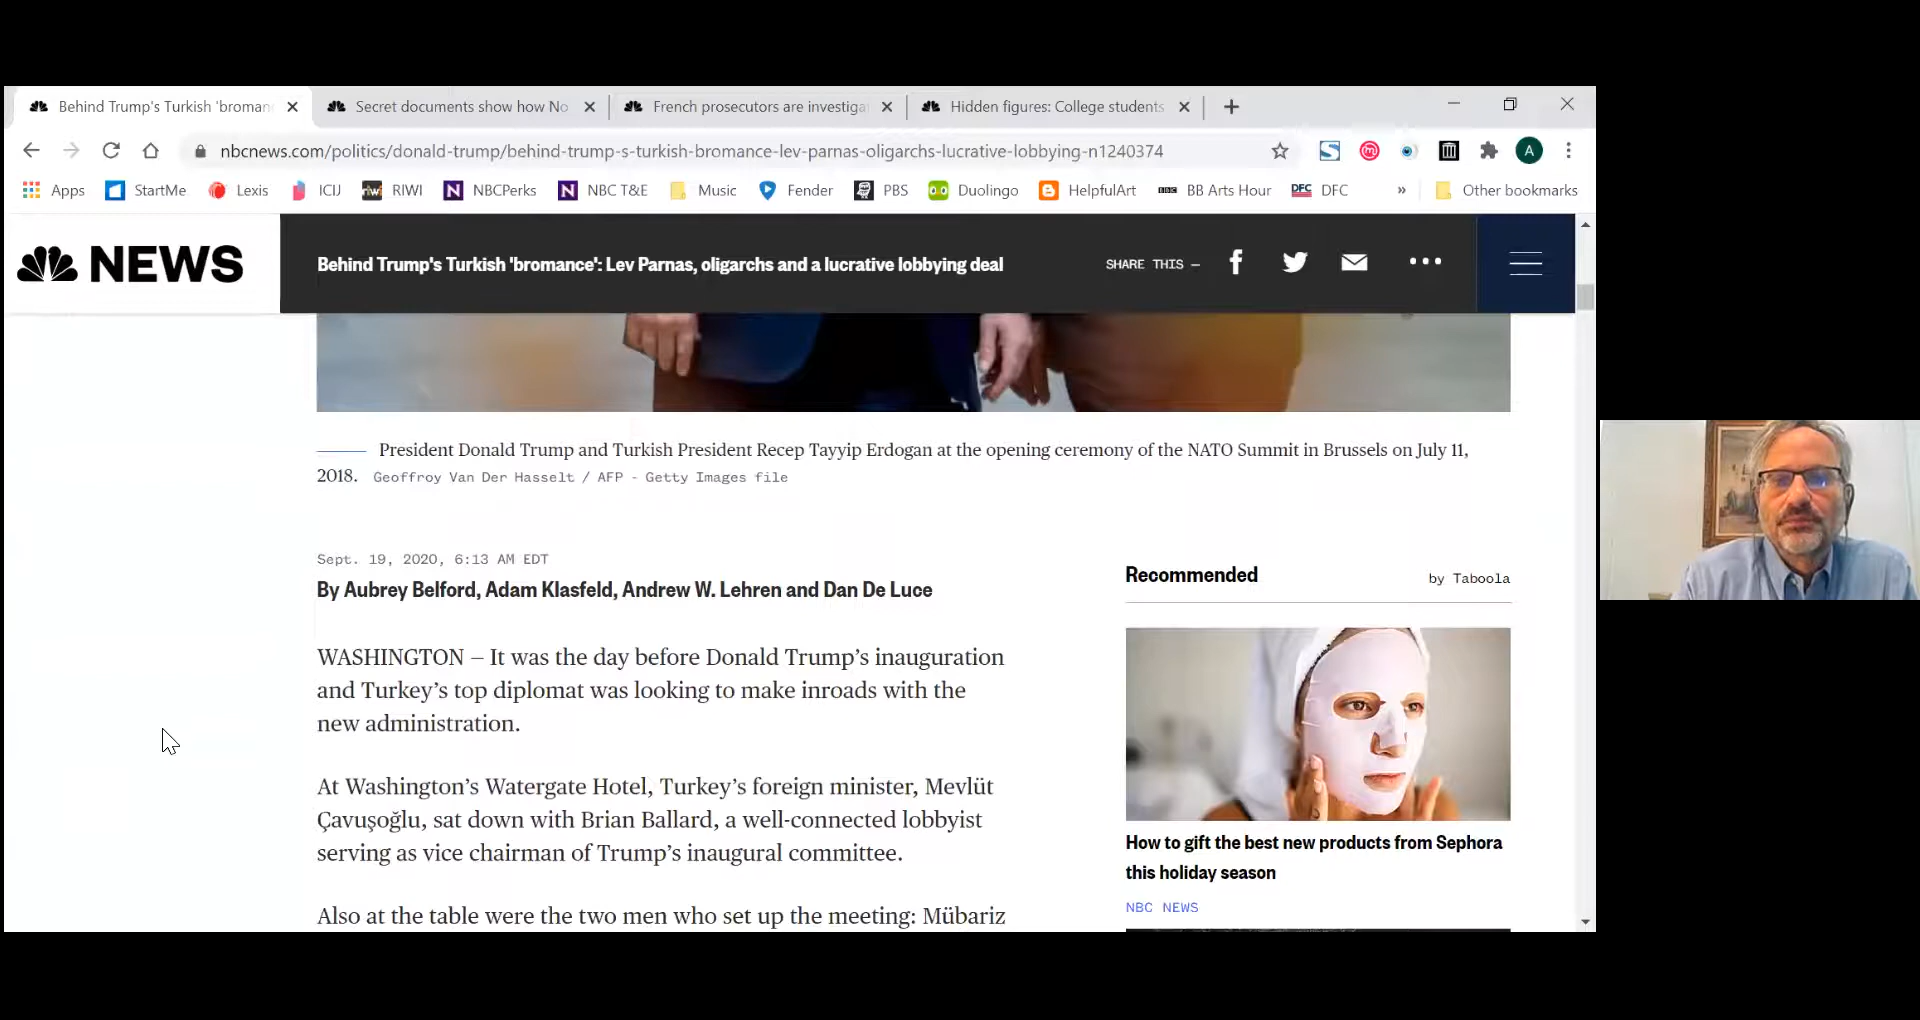 Behind Trump's Turkish 'broman
Secret documents show how No
French prosecutors are investiga
Hidden figures: College students
nbcnews.com/politics/donald-trump/behind-trump-s-turkish-bromance-lev-parnas-oligarchs-lucrative-lobbying-n1240374
A
Apps
StartMe
Lexis
ICIJ
RIWI
NBCPerks
NBC T&E
Music
Fender
PBS
Duolingo
HelpfulArt
BBC
BB Arts Hour
DFC
DFC
»
Other bookmarks
NEWS
Behind Trump's Turkish 'bromance': Lev Parnas, oligarchs and a lucrative lobbying deal
SHARE THIS —
President Donald Trump and Turkish President Recep Tayyip Erdogan at the opening ceremony of the NATO Summit in Brussels on July 11,
2018. Geoffroy Van Der Hasselt / AFP - Getty Images file
Sept. 19, 2020, 6:13 AM EDT
By Aubrey Belford, Adam Klasfeld, Andrew W. Lehren and Dan De Luce
WASHINGTON — It was the day before Donald Trump’s inauguration
and Turkey’s top diplomat was looking to make inroads with the
new administration.
At Washington’s Watergate Hotel, Turkey’s foreign minister, Mevlüt
Çavuşoğlu, sat down with Brian Ballard, a well-connected lobbyist
serving as vice chairman of Trump’s inaugural committee.
Also at the table were the two men who set up the meeting: Mübariz
Recommended
by Taboola
How to gift the best new products from Sephora
this holiday season
NBC NEWS